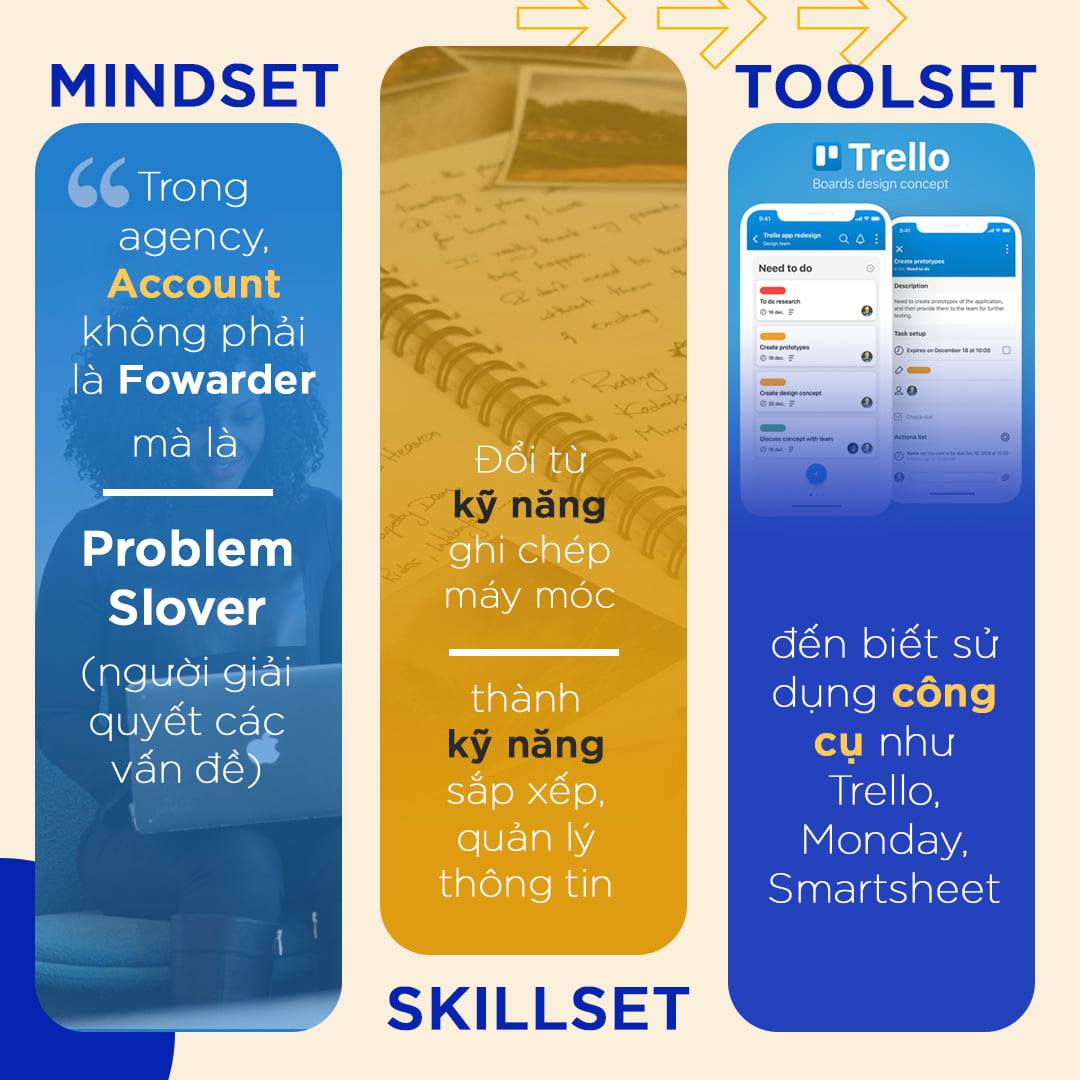 MINDSET
“ Trong
agency,
Account
không phải
là Fowarder
mà là
Problem
Slover
(người giải
quyết các
vấn đề)
Đổi từ
kỹ năng
ghi chép
máy móc
thành
kỹ năng
sắp xếp,
quản lý
thông tin
SKILLSET
TOOLSET
Trello
Boards design concept
9:41
Trello app redesign
Design team
Need to do
To do research
16 dec.
Create prototypes
18 dec.
Create design concept
20 dec.
Discuss concept with team
9:41
Create prototypes
Need to do
Description
Need to create prototypes of the application,
and then provide them to the team for further
testing.
Task setup
Expires on December 18 at 10:00
Check-list
Actions list
đến biết sử
dụng công
cụ như
Trello,
Monday,
Smartsheet